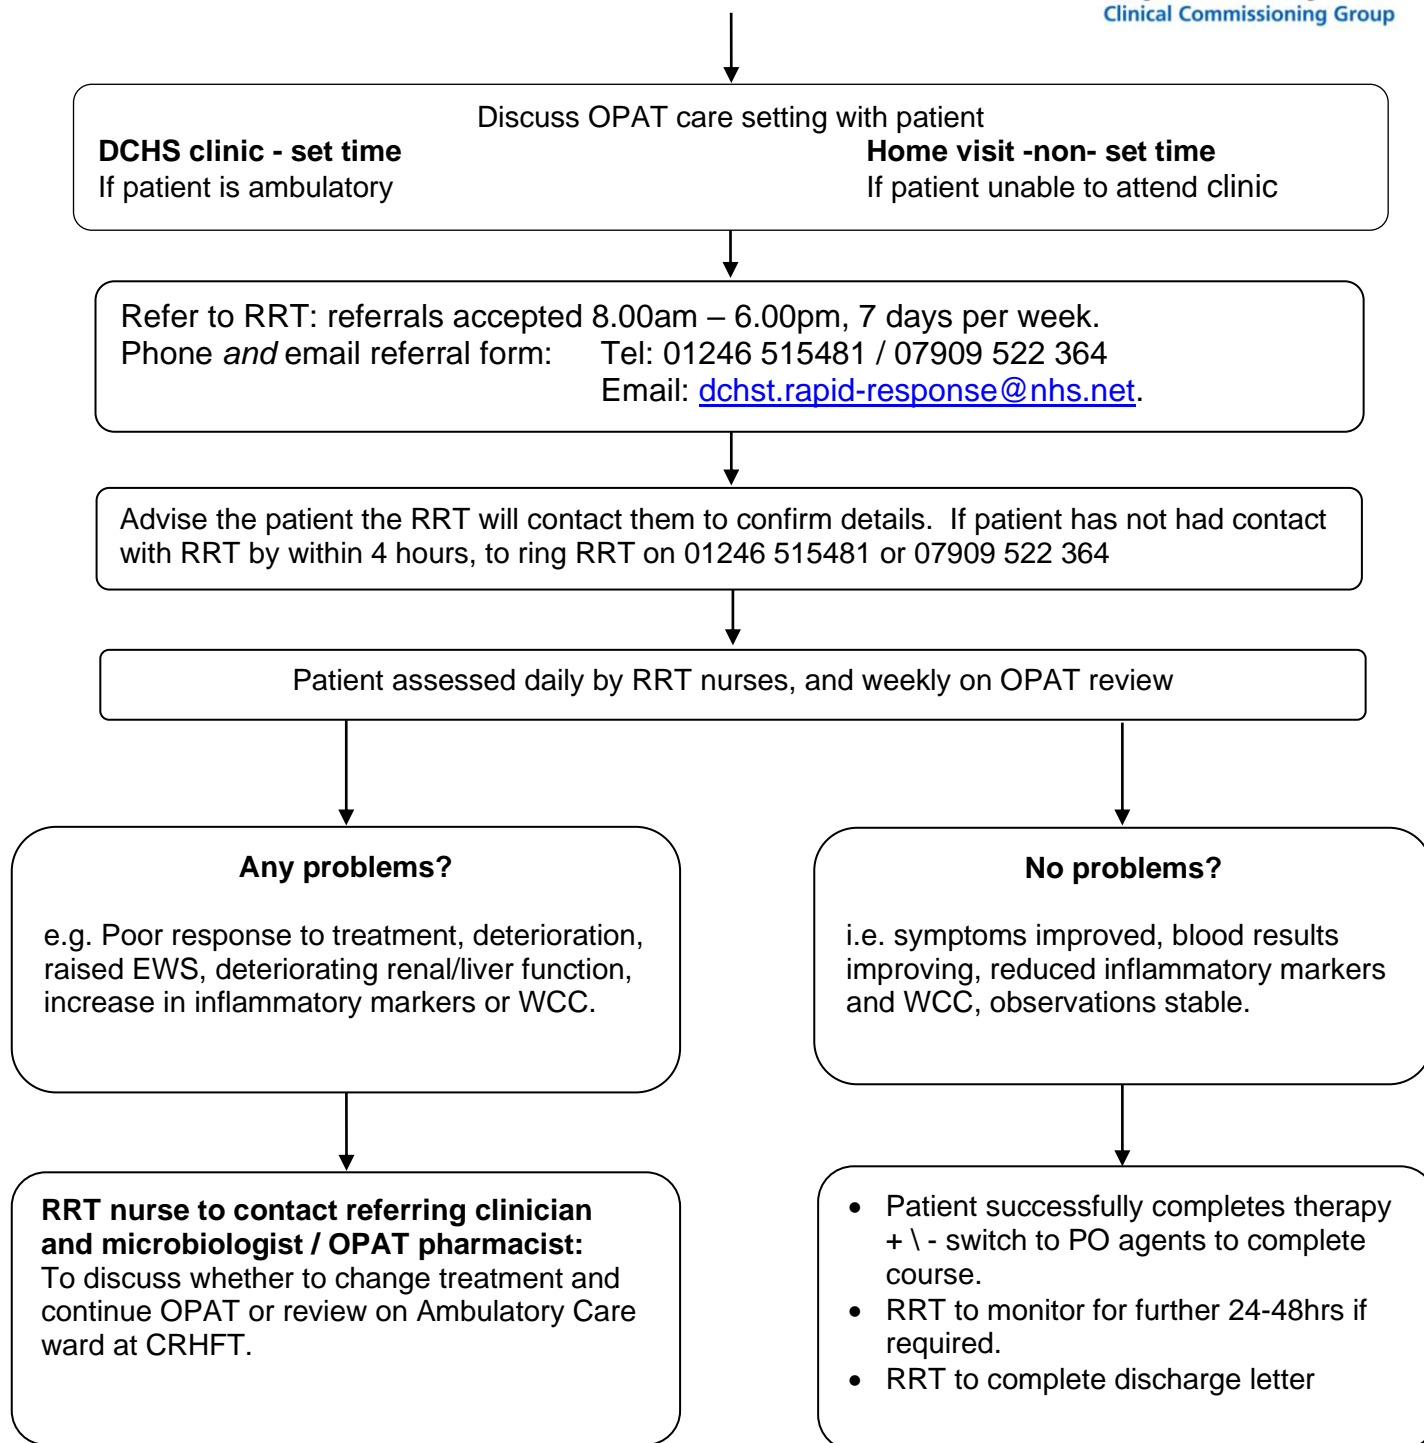 Clinical Commissioning Group
Discuss OPAT care setting with patient
DCHS clinic - set time
If patient is ambulatory
Home visit -non- set time
If patient unable to attend clinic
Refer to RRT: referrals accepted 8.00am – 6.00pm, 7 days per week.
Phone and email referral form: Tel: 01246 515481 / 07909 522 364
Email: dchst.rapid-response@nhs.net.
Advise the patient the RRT will contact them to confirm details. If patient has not had contact
with RRT by within 4 hours, to ring RRT on 01246 515481 or 07909 522 364
Patient assessed daily by RRT nurses, and weekly on OPAT review
Any problems?
e.g. Poor response to treatment, deterioration,
raised EWS, deteriorating renal/liver function,
increase in inflammatory markers or WCC.
No problems?
i.e. symptoms improved, blood results
improving, reduced inflammatory markers
and WCC, observations stable.
RRT nurse to contact referring clinician
and microbiologist / OPAT pharmacist:
To discuss whether to change treatment and
continue OPAT or review on Ambulatory Care
ward at CRHFT.
• Patient successfully completes therapy
+ \ - switch to PO agents to complete
course.
• RRT to monitor for further 24-48hrs if
required.
• RRT to complete discharge letter